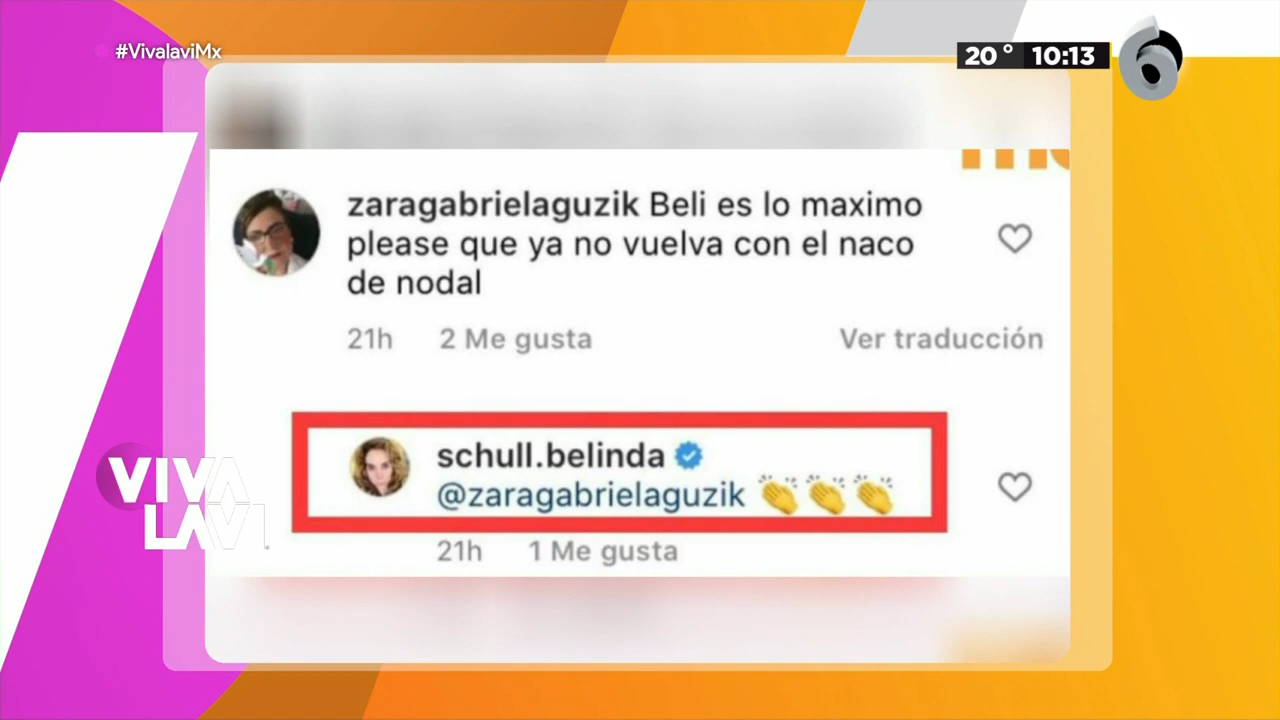 #VivalaviMx
20° 10:13
6
zaragabrielaguzik Beli es lo maximo
please que ya no vuelva con el naco
de nodal
21h 2 Me gusta Ver traducción
schull.belinda
@zaragabrielaguzik 👏👏👏
21h 1 Me gusta
VIVA
LAVI